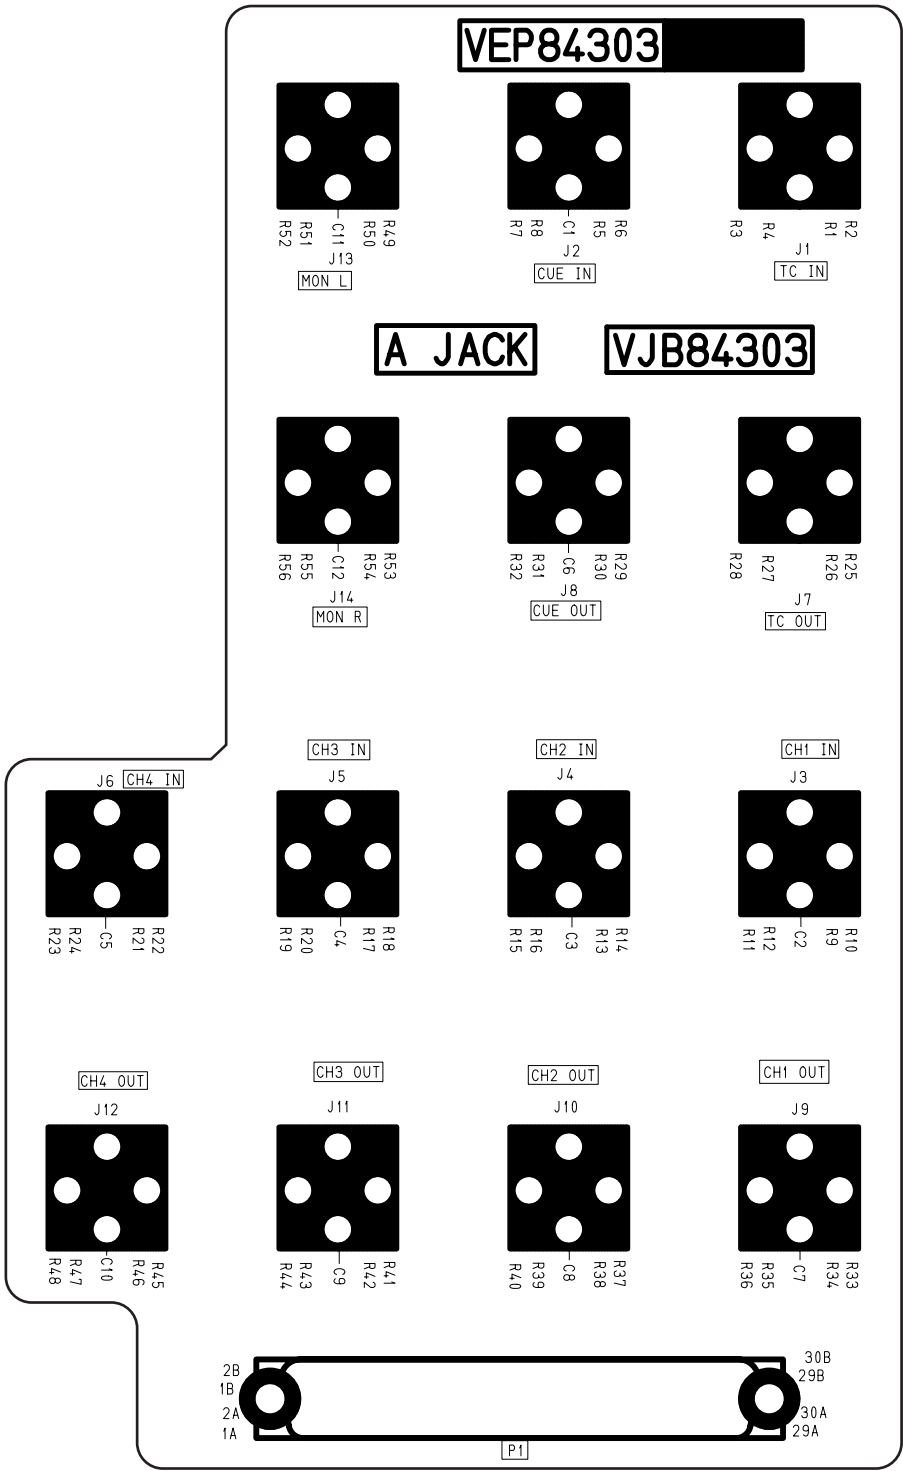 VEP84303
R52 R51 C11 R50 R49 R7 R8 C1 R5 R6 R3 R4 R1 R2
J13 J2 J1
MON L CUE IN TC IN
A JACK VJB84303
R56 R55 C12 R54 R53 R32 R31 C6 R30 R29 R28 R27 R26 R25
J14 J8 J7
MON R CUE OUT TC OUT
CH3 IN CH2 IN CH1 IN
J6 CH4 IN J5 J4 J3
R23 R24 C5 R21 R22 R19 R20 C4 R17 R18 R15 R16 C3 R13 R14 R11 R12 C2 R9 R10
CH4 OUT CH3 OUT CH2 OUT CH1 OUT
J12 J11 J10 J9
R48 R47 C10 R46 R45 R44 R43 C9 R42 R41 R40 R39 C8 R38 R37 R36 R35 C7 R34 R33
2B 30B
1B 29B
2A 30A
1A 29A
P1